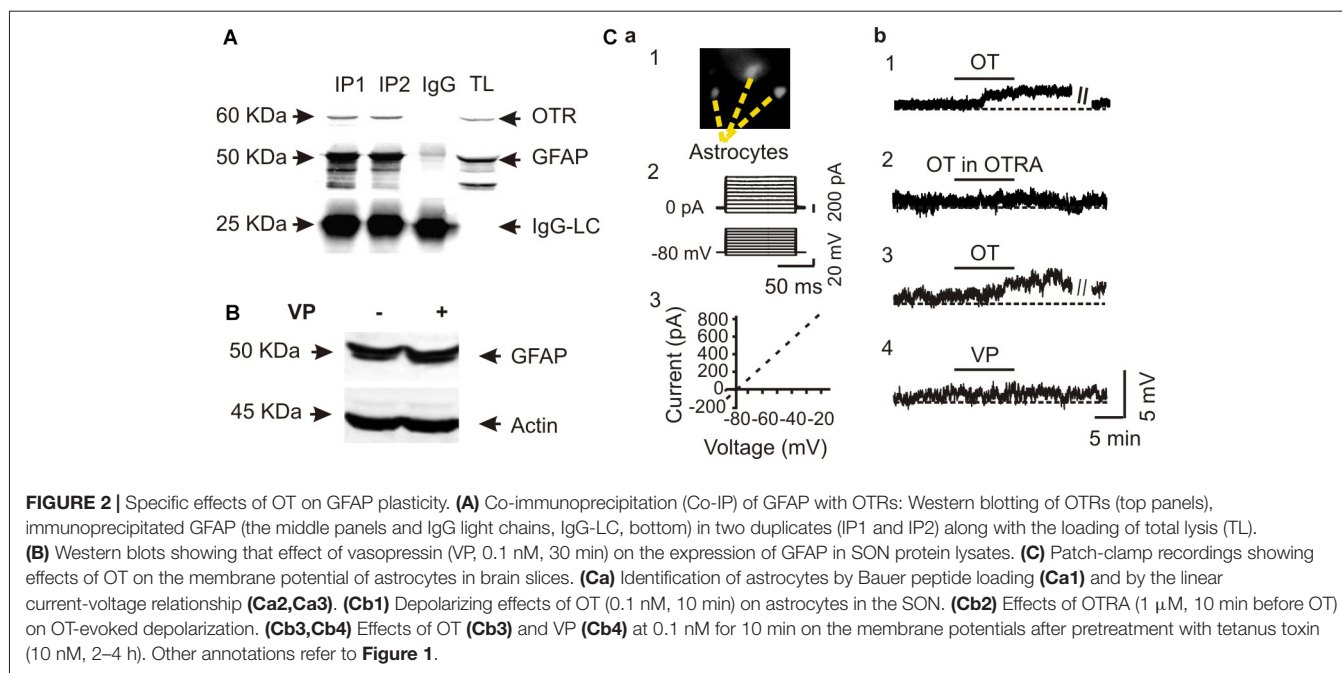 A
IP1 IP2 IgG TL
60 KDa OTR
50 KDa GFAP
25 KDa IgG-LC
B VP - +
50 KDa GFAP
45 KDa Actin
C a
1
Astrocytes
2
0 pA
200 pA
-80 mV
20 mV
50 ms
3
Current (pA)
800
600
400
200
0
-200
-80 -60 -40 -20
Voltage (mV)
b
1 OT
//
2 OT in OTRA
3 OT
//
4 VP
5 mV
5 min
FIGURE 2 | Specific effects of OT on GFAP plasticity. (A) Co-immunoprecipitation (Co-IP) of GFAP with OTRs: Western blotting of OTRs (top panels),
immunoprecipitated GFAP (the middle panels and IgG light chains, IgG-LC, bottom) in two duplicates (IP1 and IP2) along with the loading of total lysis (TL).
(B) Western blots showing that effect of vasopressin (VP, 0.1 nM, 30 min) on the expression of GFAP in SON protein lysates. (C) Patch-clamp recordings showing
effects of OT on the membrane potential of astrocytes in brain slices. (Ca) Identification of astrocytes by Bauer peptide loading (Ca1) and by the linear
current-voltage relationship (Ca2,Ca3). (Cb1) Depolarizing effects of OT (0.1 nM, 10 min) on astrocytes in the SON. (Cb2) Effects of OTRA (1 μM, 10 min before OT)
on OT-evoked depolarization. (Cb3,Cb4) Effects of OT (Cb3) and VP (Cb4) at 0.1 nM for 10 min on the membrane potentials after pretreatment with tetanus toxin
(10 nM, 2–4 h). Other annotations refer to Figure 1.